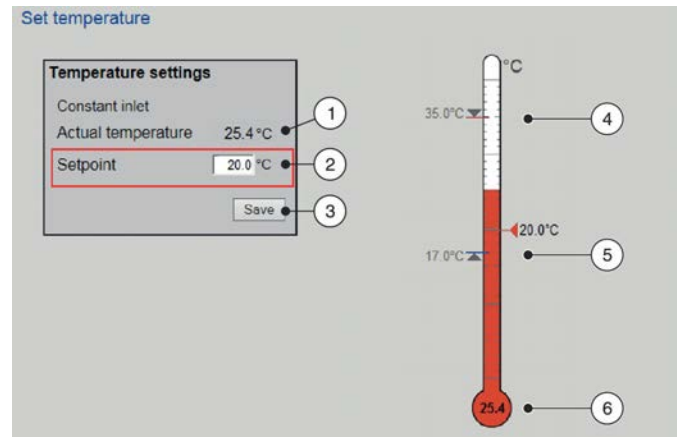 Set temperature
Temperature settings
Constant inlet
Actual temperature 25.4 °C
1
Setpoint 20.0 °C
2
Save
3
°C
35.0°C
4
20.0°C
17.0°C
5
25.4
6